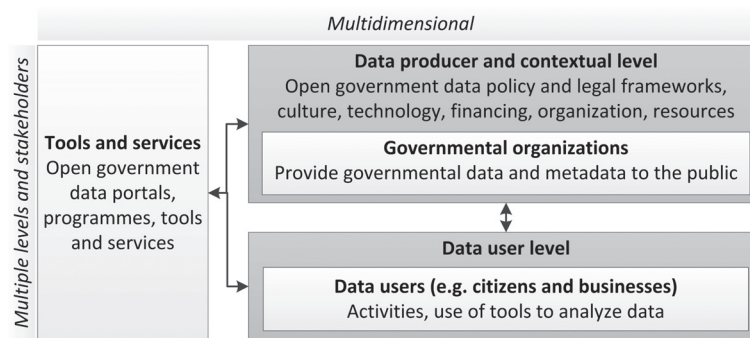 Multidimensional
Multiple levels and stakeholders
Tools and services
Open government
data portals,
programmes, tools
and services
Data producer and contextual level
Open government data policy and legal frameworks,
culture, technology, financing, organization, resources
Governmental organizations
Provide governmental data and metadata to the public
Data user level
Data users (e.g. citizens and businesses)
Activities, use of tools to analyze data